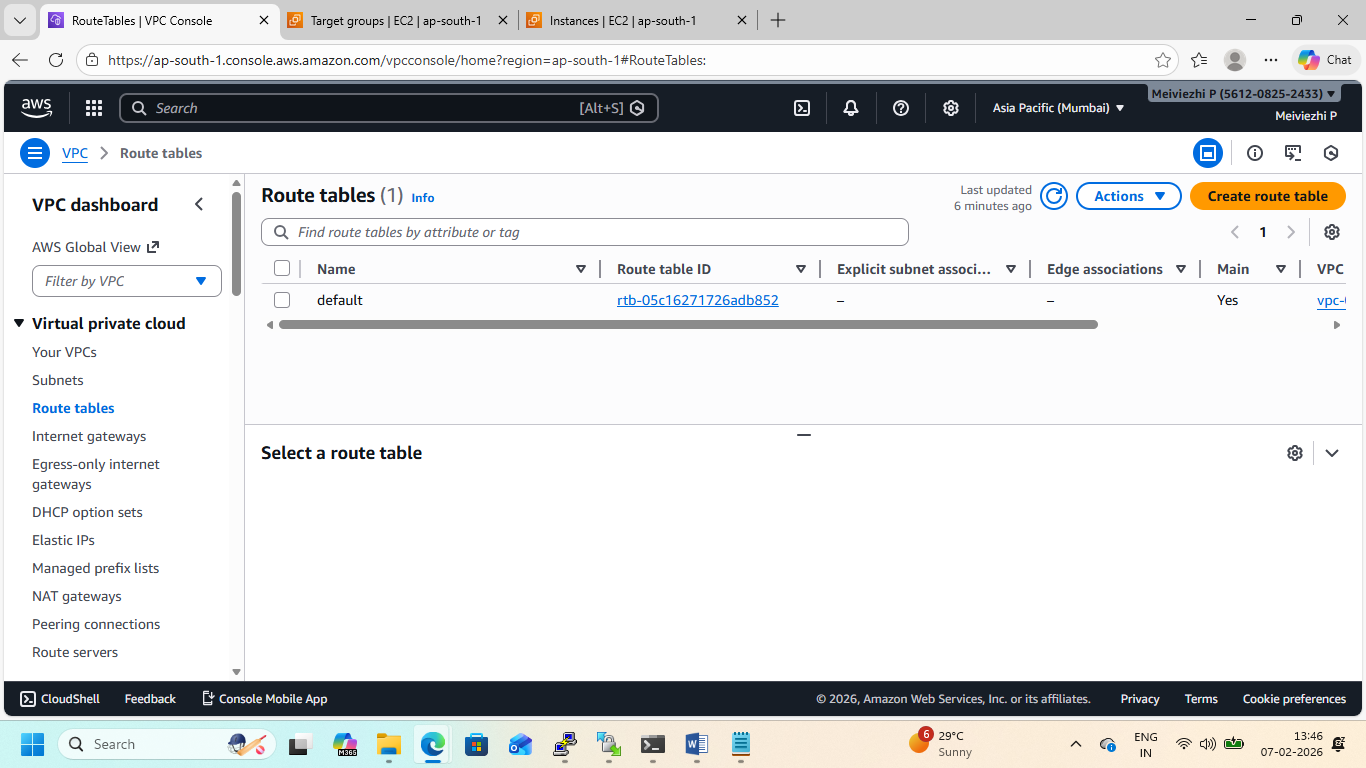 RouteTables | VPC Console
Target groups | EC2 | ap-south-1
Instances | EC2 | ap-south-1
https://ap-south-1.console.aws.amazon.com/vpcconsole/home?region=ap-south-1#RouteTables:
Chat
aws
Search
[Alt+S]
Asia Pacific (Mumbai)
Meiviezhi P (5612-0825-2433)
Meiviezhi P
VPC
Route tables
VPC dashboard
AWS Global View
Filter by VPC
Virtual private cloud
Your VPCs
Subnets
Route tables
Internet gateways
Egress-only internet
gateways
DHCP option sets
Elastic IPs
Managed prefix lists
NAT gateways
Peering connections
Route servers
Route tables (1) Info
Last updated
6 minutes ago
Actions
Create route table
Find route tables by attribute or tag
1
Name Route table ID Explicit subnet associ... Edge associations Main VPC
default rtb-05c16271726adb852 – – Yes vpc-
Select a route table
CloudShell Feedback Console Mobile App © 2026, Amazon Web Services, Inc. or its affiliates. Privacy Terms Cookie preferences
Search
M365
6
29°C
Sunny
ENG
IN
13:46
07-02-2026